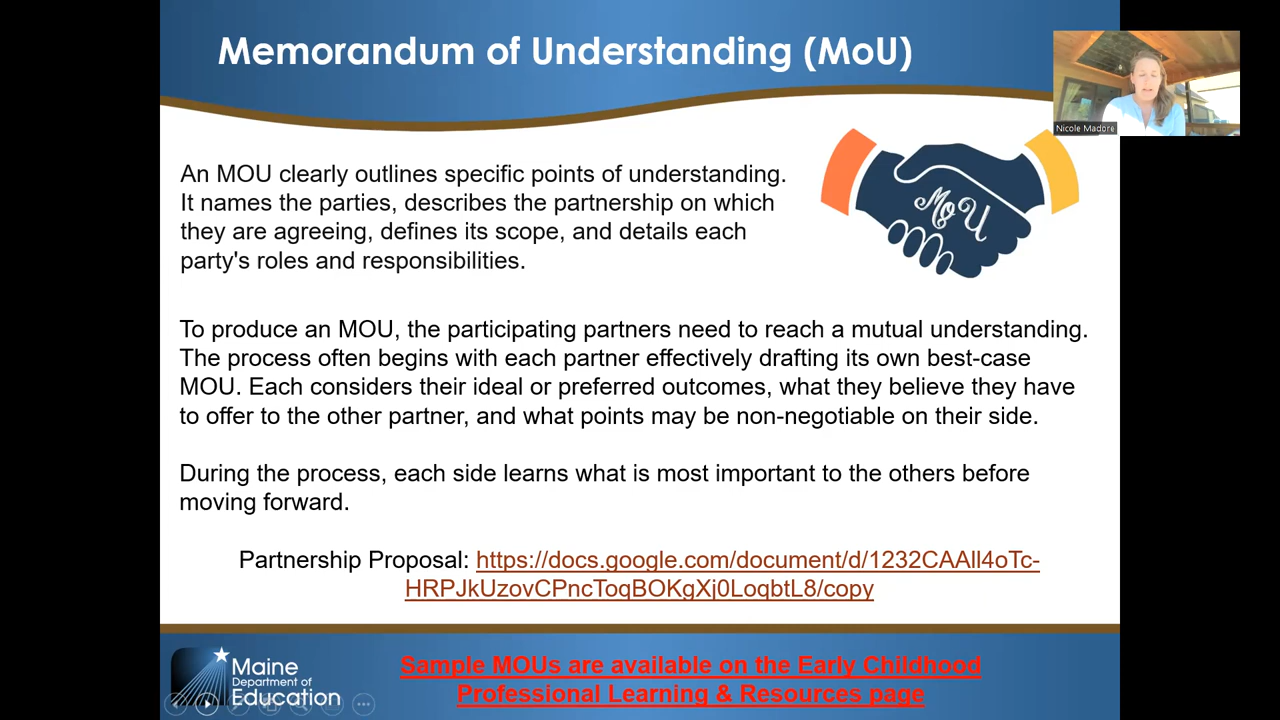 Memorandum of Understanding (MoU)
Nicole Madore
An MOU clearly outlines specific points of understanding.
It names the parties, describes the partnership on which
they are agreeing, defines its scope, and details each
party's roles and responsibilities.
MoU
To produce an MOU, the participating partners need to reach a mutual understanding.
The process often begins with each partner effectively drafting its own best-case
MOU. Each considers their ideal or preferred outcomes, what they believe they have
to offer to the other partner, and what points may be non-negotiable on their side.
During the process, each side learns what is most important to the others before
moving forward.
Partnership Proposal: https://docs.google.com/document/d/1232CAAll4oTc-
HRPJkUzovCPncToqBOKgXj0LoqbtL8/copy
Maine
Department of
Education
Sample MOUs are available on the Early Childhood
Professional Learning & Resources page